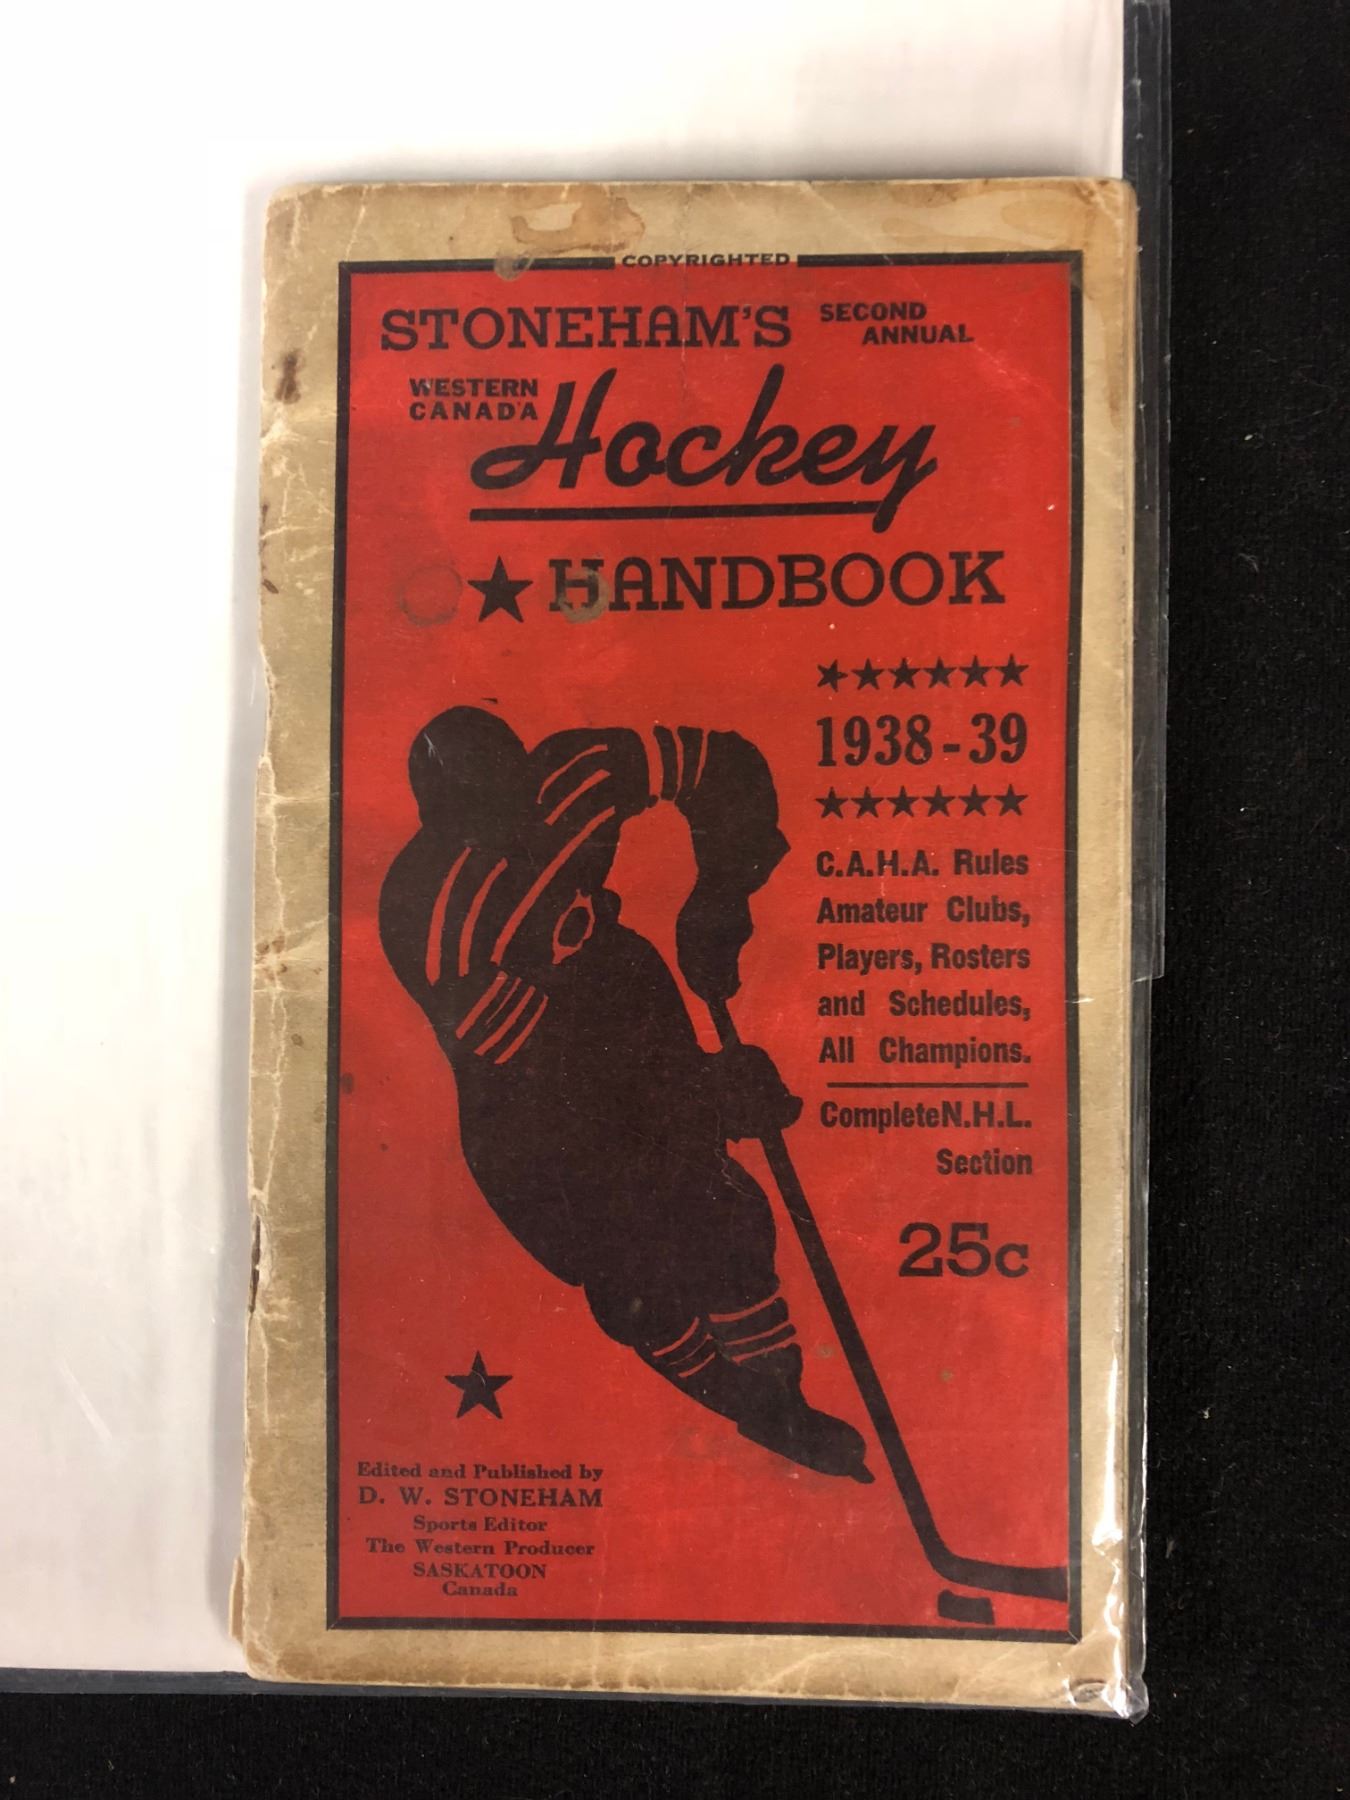 COPYRIGHTED
STONEHAM'S SECOND ANNUAL
WESTERN CANADA
Hockey
HANDBOOK
1938-39
C.A.H.A. Rules
Amateur Clubs,
Players, Rosters
and Schedules,
All Champions.
Complete N.H.L.
Section
25c
Edited and Published by
D. W. STONEHAM
Sports Editor
The Western Producer
SASKATOON
Canada